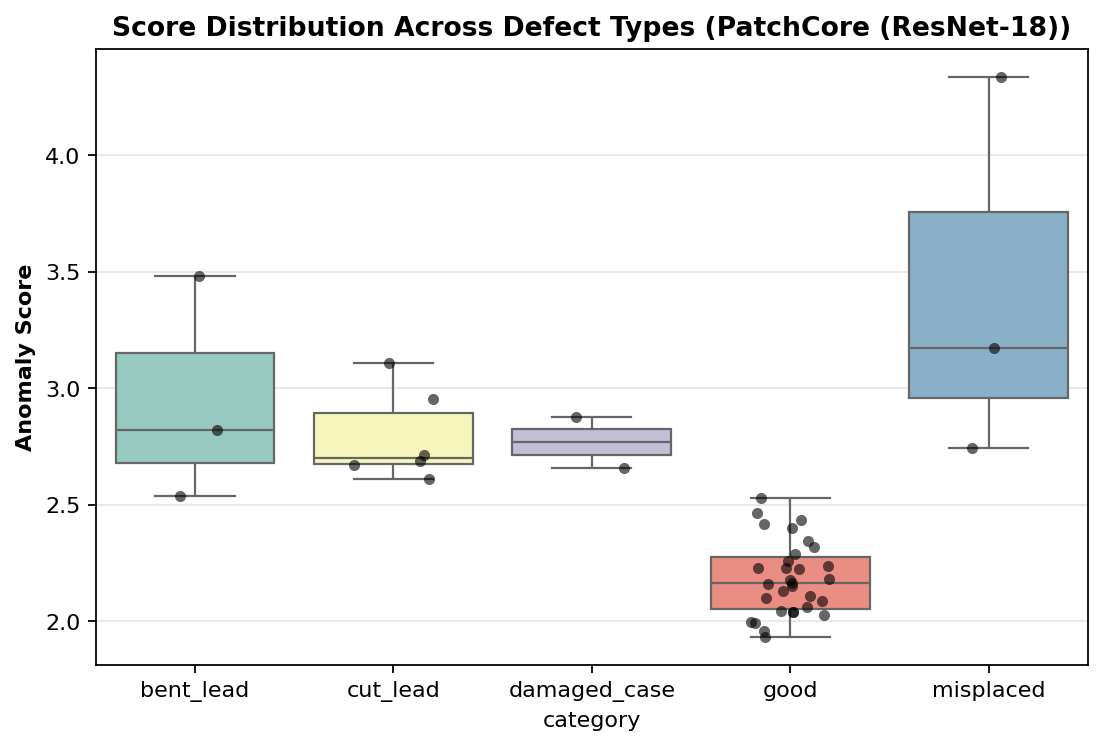 Score Distribution Across Defect Types (PatchCore (ResNet-18))
Anomaly Score
4.0
3.5
3.0
2.5
2.0
bent_lead
cut_lead
damaged_case
good
misplaced
category